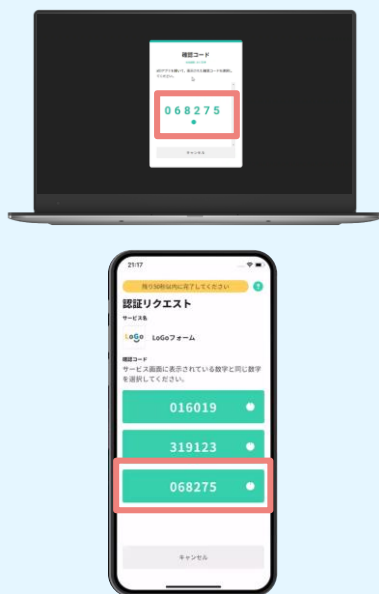 確認コード
068275
キャンセル
21:17
残り50秒以内に完了してください
?
認証リクエスト
サービス名
LoGo
LoGoフォーム
確認コード
サービス画面に表示されている数字と同じ数字
を選択してください。
016019
319123
068275
キャンセル